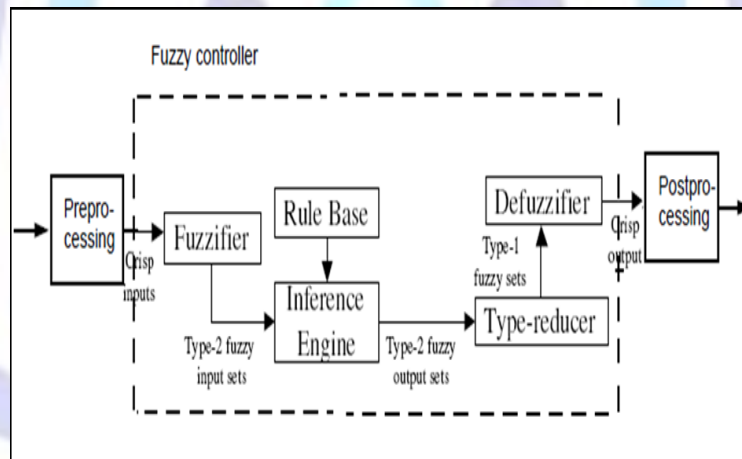 Fuzzy controller
Prepro-
cessing
Crisp
inputs
Fuzzifier
Rule Base
Type-2 fuzzy
input sets
Inference
Engine
Type-2 fuzzy
output sets
Type-reducer
Type-1
fuzzy sets
Defuzzifier
Crisp
output
Postpro-
cessing